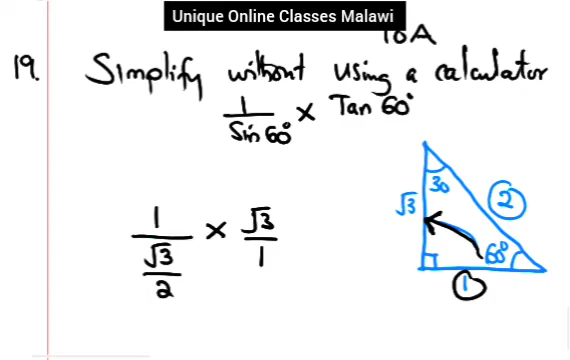 Unique Online Classes Malawi
10A
19. Simplify without using a calculator
1/Sin 60° × Tan 60°
1/(√3/2) × √3/1
30
√3
2
60°
1